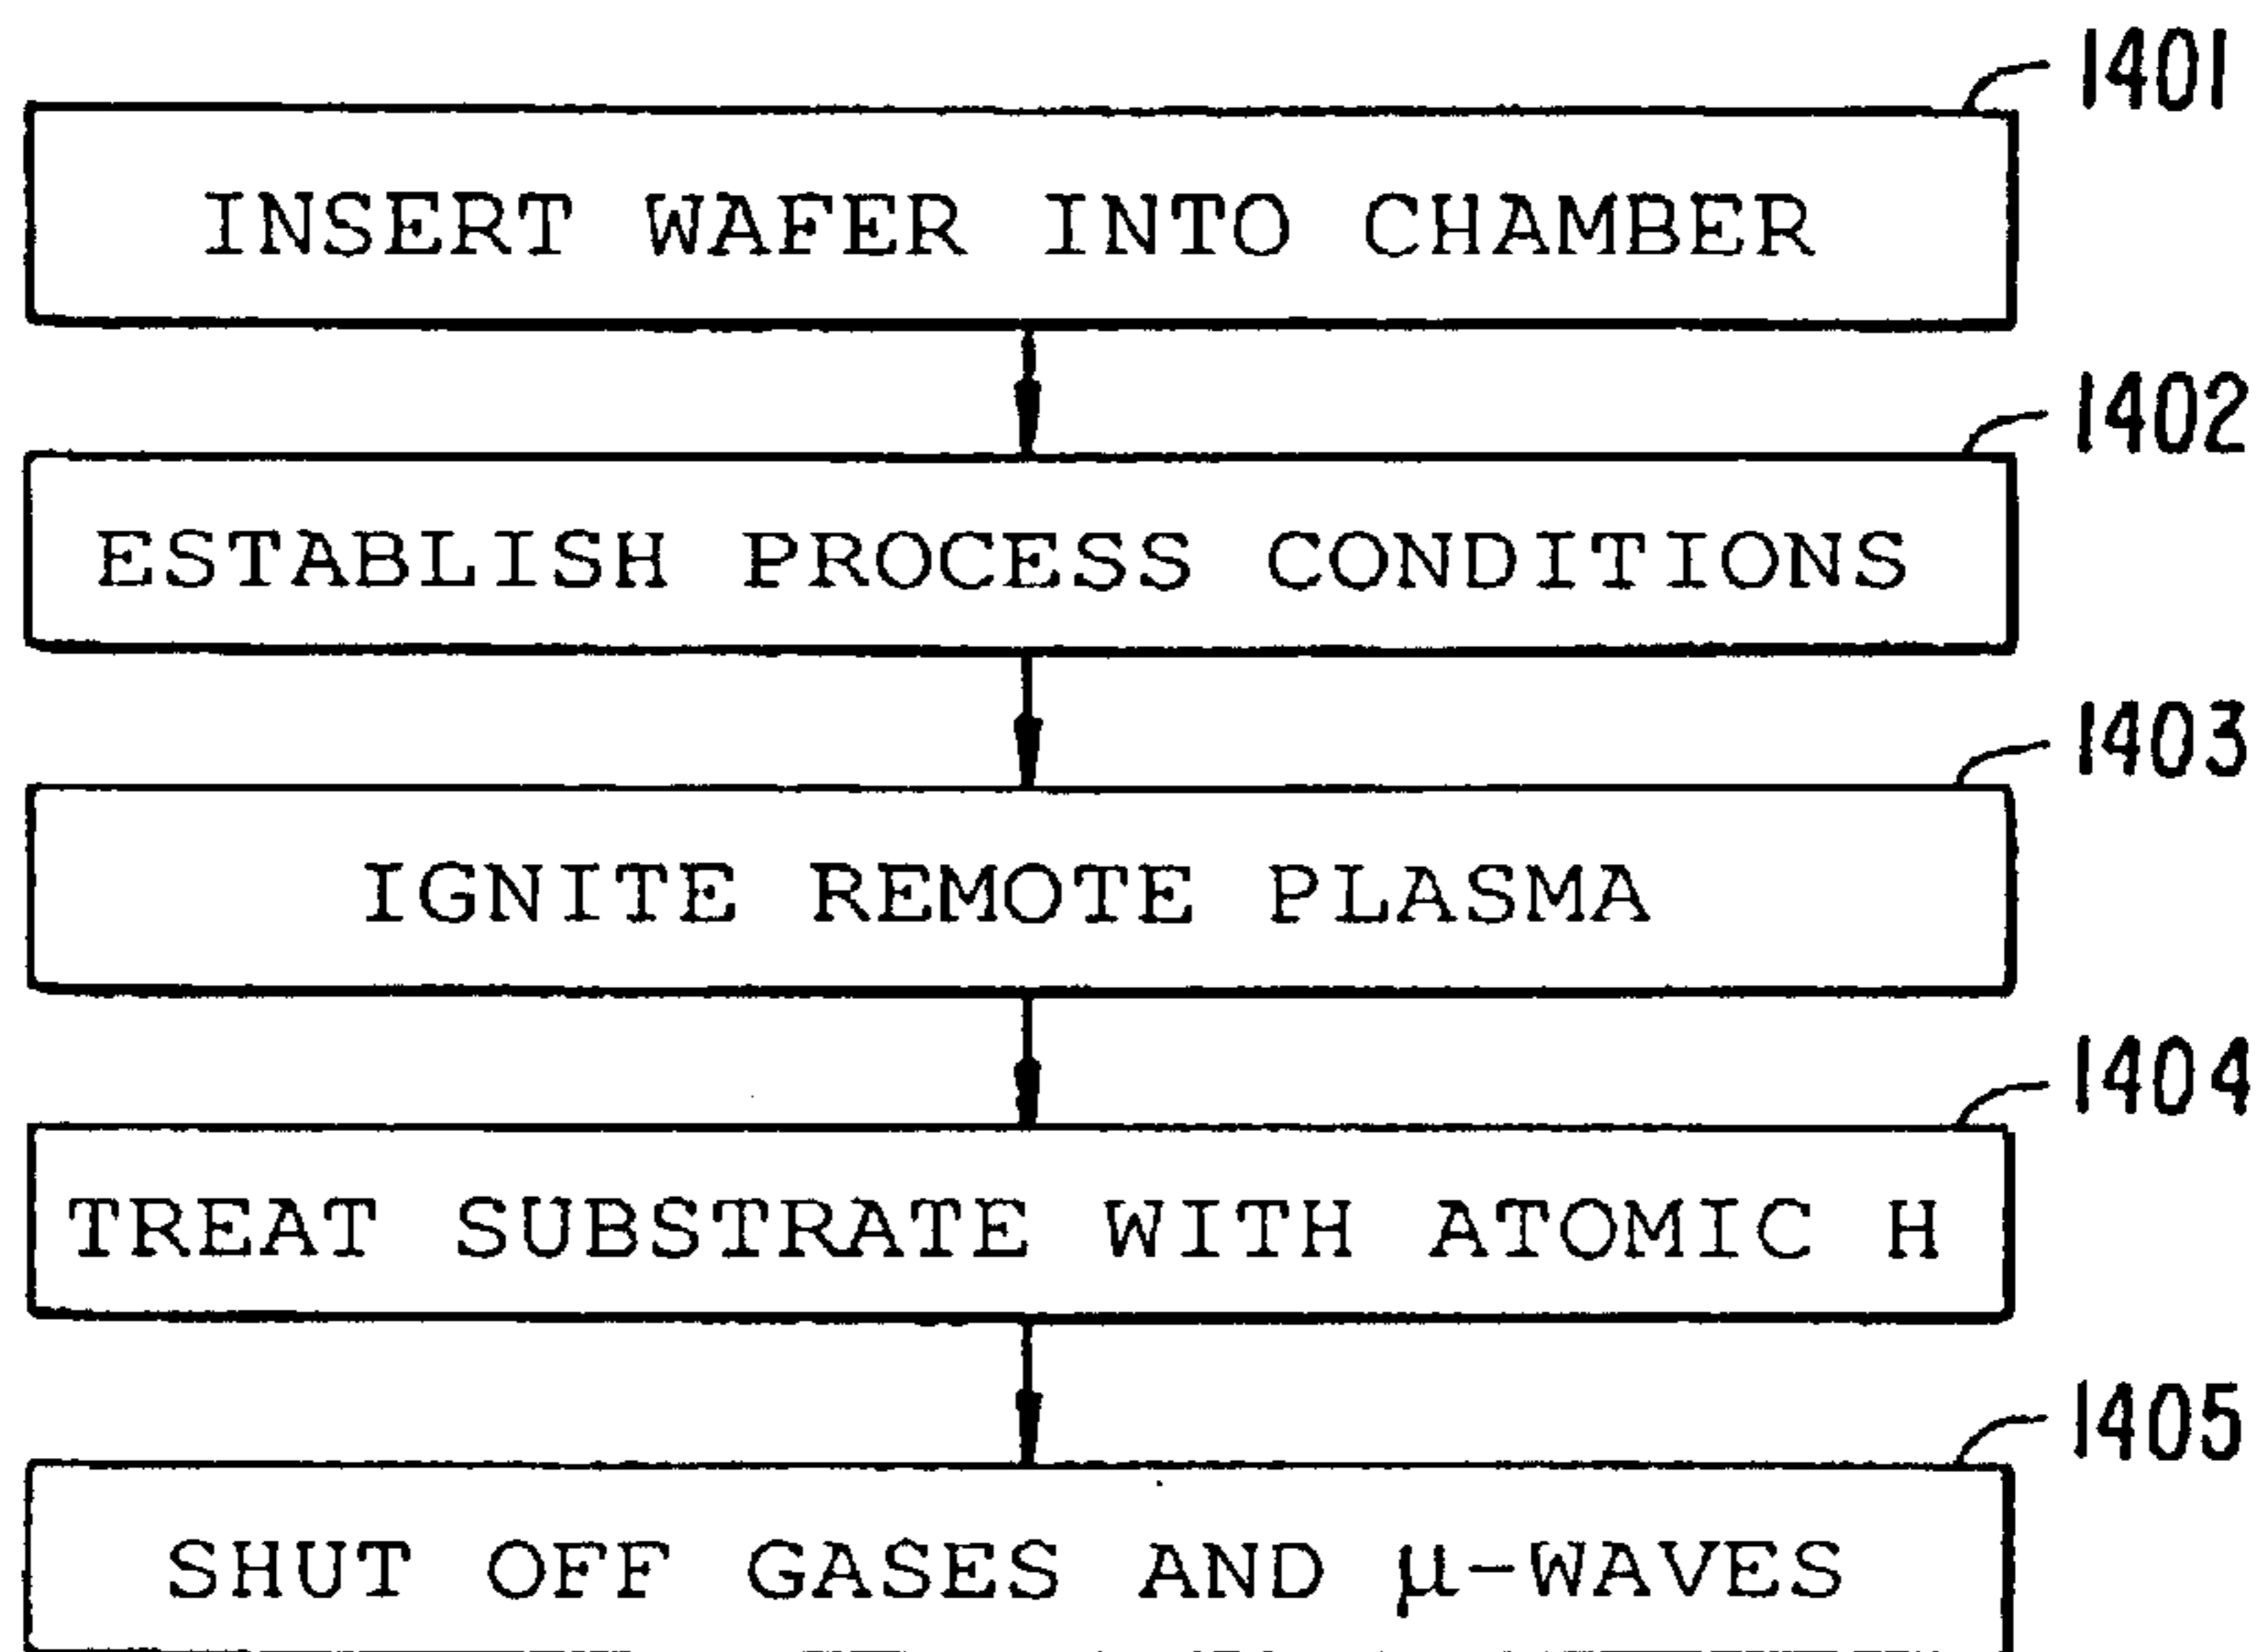 1401
INSERT WAFER INTO CHAMBER
1402
ESTABLISH PROCESS CONDITIONS
1403
IGNITE REMOTE PLASMA
1404
TREAT SUBSTRATE WITH ATOMIC H
1405
SHUT OFF GASES AND µ-WAVES